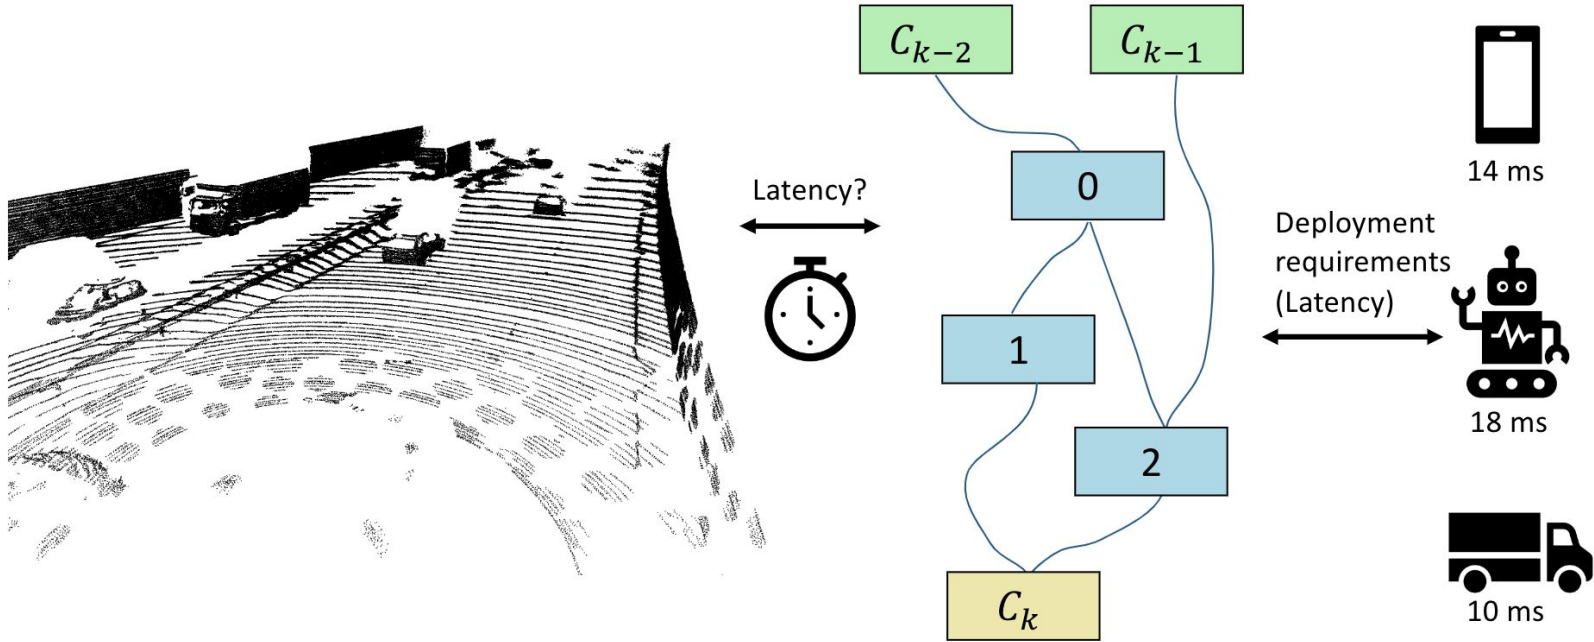 C_{k-2}
C_{k-1}
14 ms
Latency?
0
Deployment
requirements
(Latency)
1
18 ms
2
10 ms
C_k